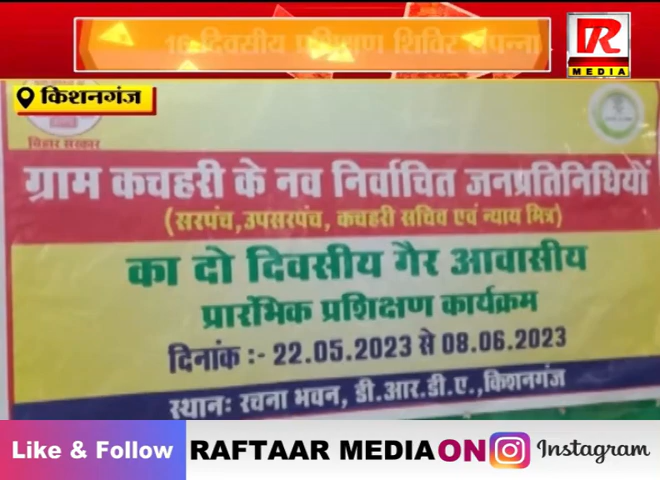 16 दिवसीय प्रशिक्षण शिविर संपन्न
R
MEDIA
किशनगंज
बिहार सरकार
ग्राम कचहरी के नव निर्वाचित जनप्रतिनिधियों
(सरपंच,उपसरपंच, कचहरी सचिव एवं न्याय मित्र)
का दो दिवसीय गैर आवासीय
प्रारंभिक प्रशिक्षण कार्यक्रम
दिनांक :- 22.05.2023 से 08.06.2023
स्थानः रचना भवन, डी.आर.डी.ए.,किशनगंज
Like & Follow RAFTAAR MEDIA ON Instagram